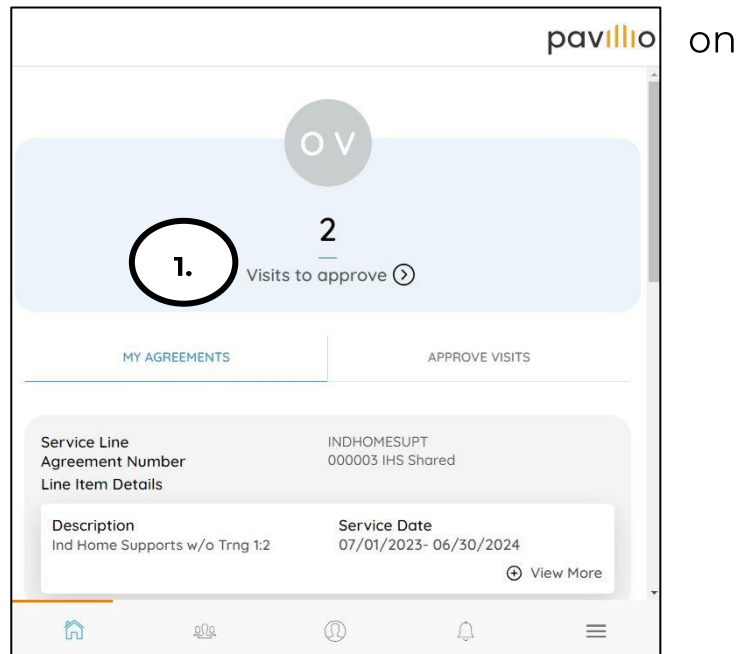 pavillio on
O V
2
1. Visits to approve
MY AGREEMENTS APPROVE VISITS
Service Line INDHOMESUPT
Agreement Number 000003 IHS Shared
Line Item Details
Description Service Date
Ind Home Supports w/o Trng 1:2 07/01/2023- 06/30/2024
View More